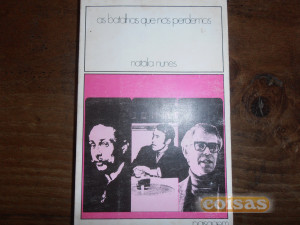 as batalhas que nós perdemos
natália nunes
coisas